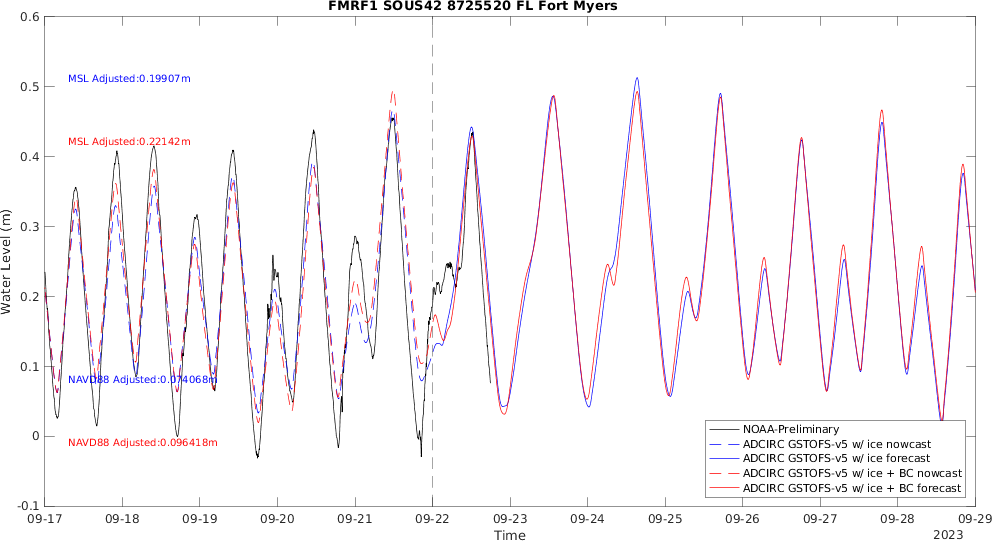 FMRF1 SOUS42 8725520 FL Fort Myers
0.6
0.5
0.4
0.3
0.2
0.1
0
-0.1
Water Level (m)
MSL Adjusted:0.19907m
MSL Adjusted:0.22142m
NAVD88 Adjusted:0.074068m
NAVD88 Adjusted:0.096418m
NOAA-Preliminary
ADCIRC GSTOFS-v5 w/ ice nowcast
ADCIRC GSTOFS-v5 w/ ice forecast
ADCIRC GSTOFS-v5 w/ ice + BC nowcast
ADCIRC GSTOFS-v5 w/ ice + BC forecast
09-17 09-18 09-19 09-20 09-21 09-22 09-23 09-24 09-25 09-26 09-27 09-28 09-29
Time
2023